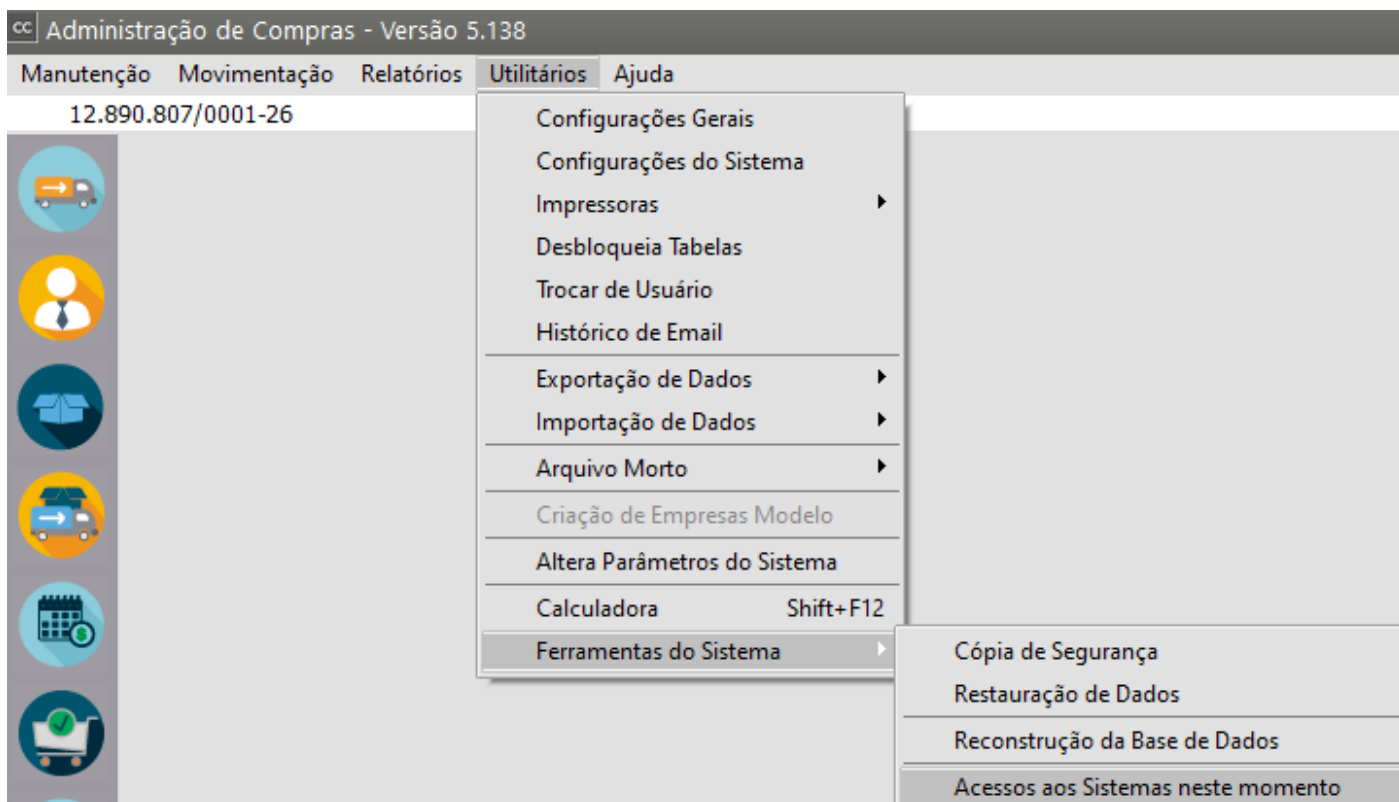 cc Administração de Compras - Versão 5.138
Manutenção Movimentação Relatórios Utilitários Ajuda
12.890.807/0001-26
Configurações Gerais
Configurações do Sistema
Impressoras
Desbloqueia Tabelas
Trocar de Usuário
Histórico de Email
Exportação de Dados
Importação de Dados
Arquivo Morto
Criação de Empresas Modelo
Altera Parâmetros do Sistema
Calculadora Shift+F12
Ferramentas do Sistema
Cópia de Segurança
Restauração de Dados
Reconstrução da Base de Dados
Acessos aos Sistemas neste momento